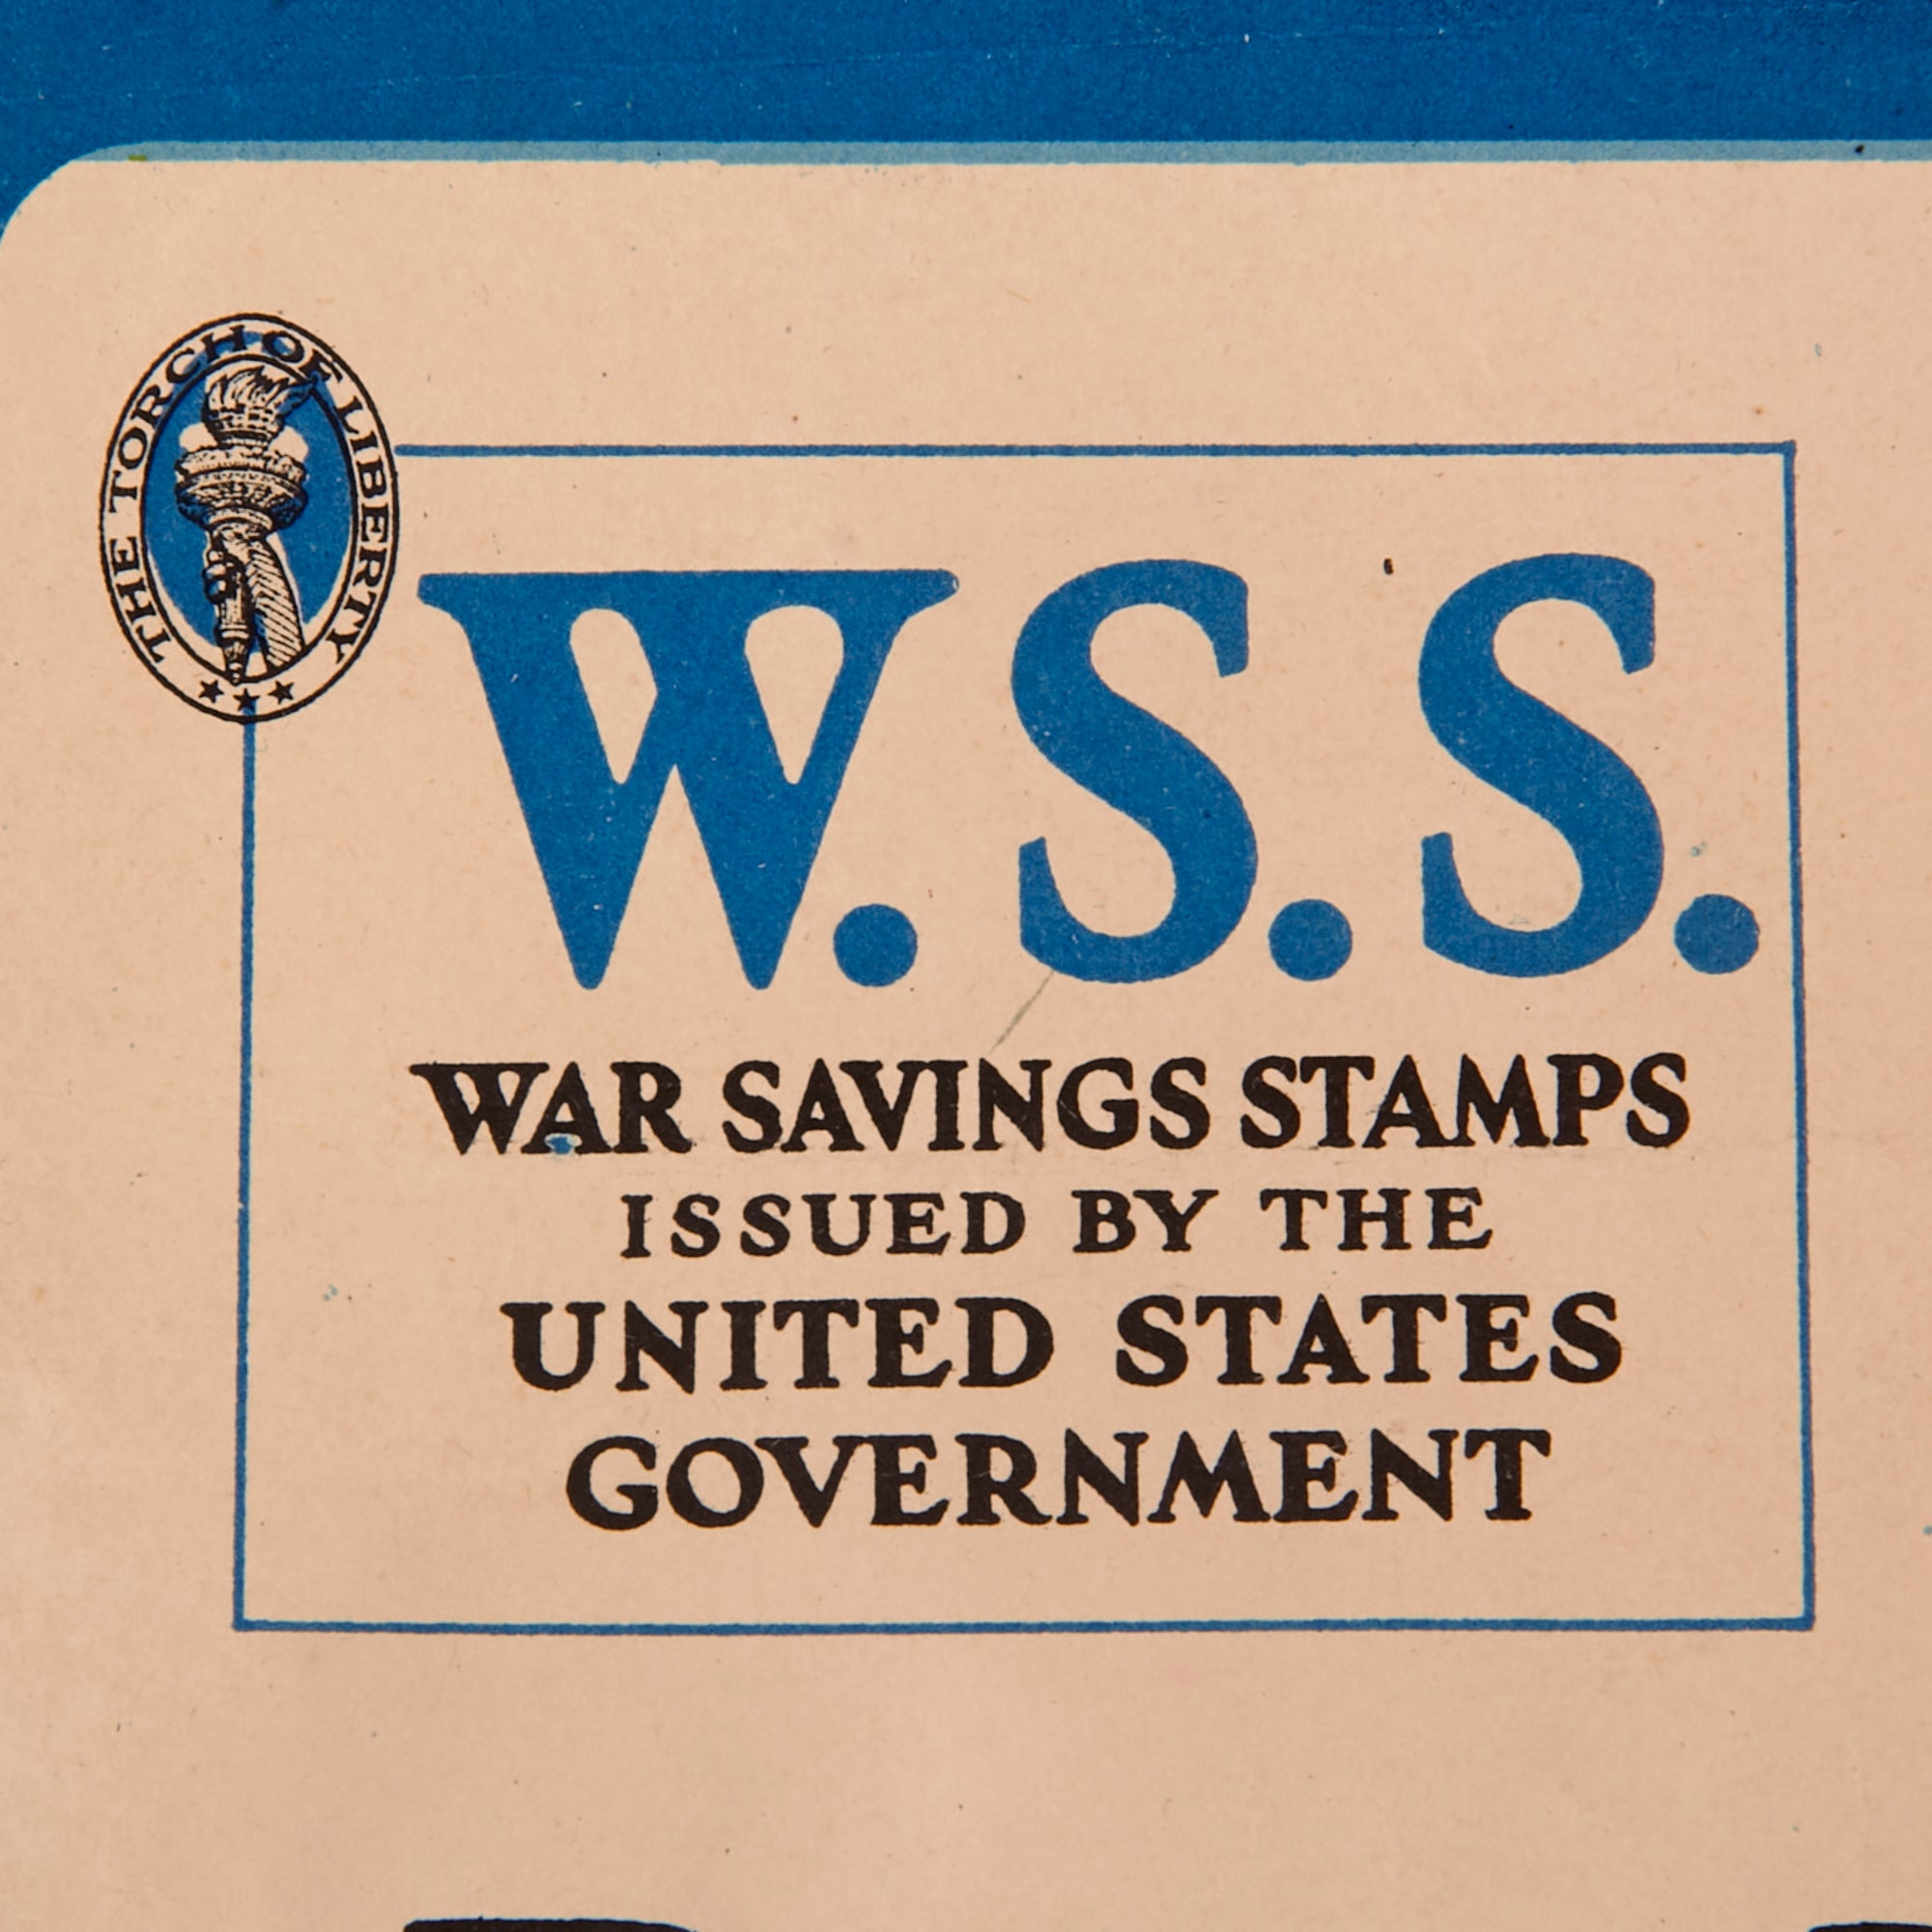 THE TORCH OF LIBERTY
W.S.S.
WAR SAVINGS STAMPS
ISSUED BY THE
UNITED STATES
GOVERNMENT